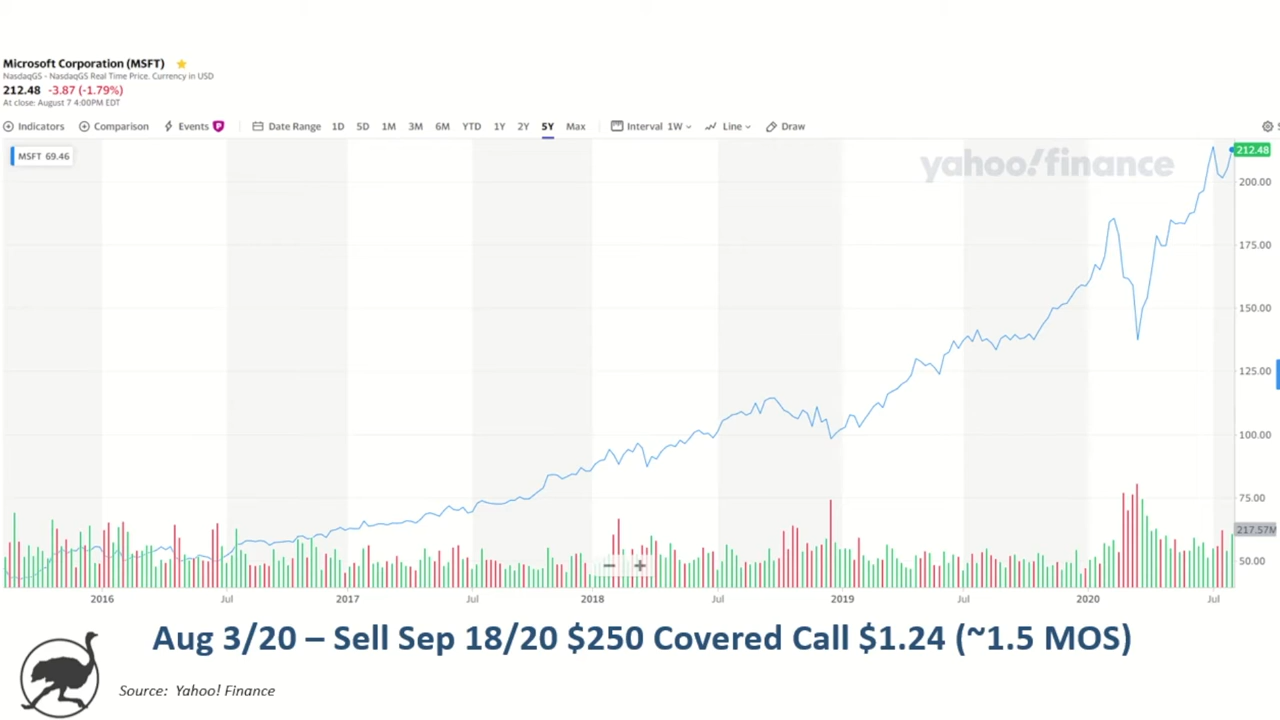 Microsoft Corporation (MSFT)
NasdaqGS - NasdaqGS Real Time Price. Currency in USD
212.48 -3.87 (-1.79%)
At close: August 7 4:00PM EDT
Indicators Comparison Events P Date Range 1D 5D 1M 3M 6M YTD 1Y 2Y 5Y Max Interval 1W Line Draw
MSFT 69.46
yahoo!finance
212.48
200.00
175.00
150.00
125.00
100.00
75.00
217.57M
50.00
2016 Jul 2017 Jul 2018 Jul 2019 Jul 2020 Jul
Aug 3/20 – Sell Sep 18/20 $250 Covered Call $1.24 (~1.5 MOS)
Source: Yahoo! Finance